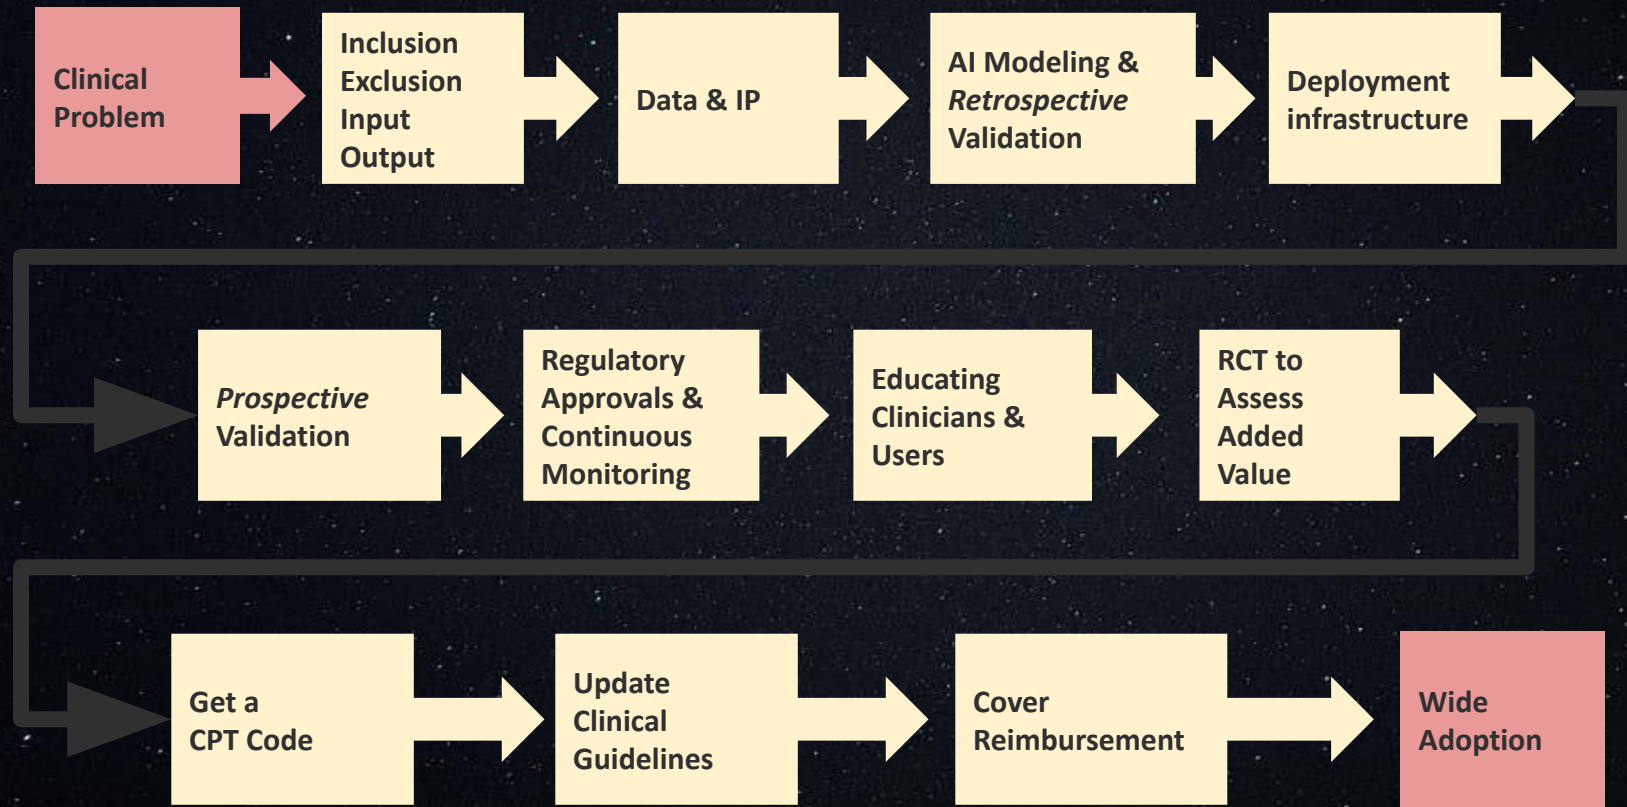 Clinical
Problem
Inclusion
Exclusion
Input
Output
Data & IP
AI Modeling &
Retrospective
Validation
Deployment
infrastructure
Prospective
Validation
Regulatory
Approvals &
Continuous
Monitoring
Educating
Clinicians &
Users
RCT to
Assess
Added
Value
Get a
CPT Code
Update
Clinical
Guidelines
Cover
Reimbursement
Wide
Adoption